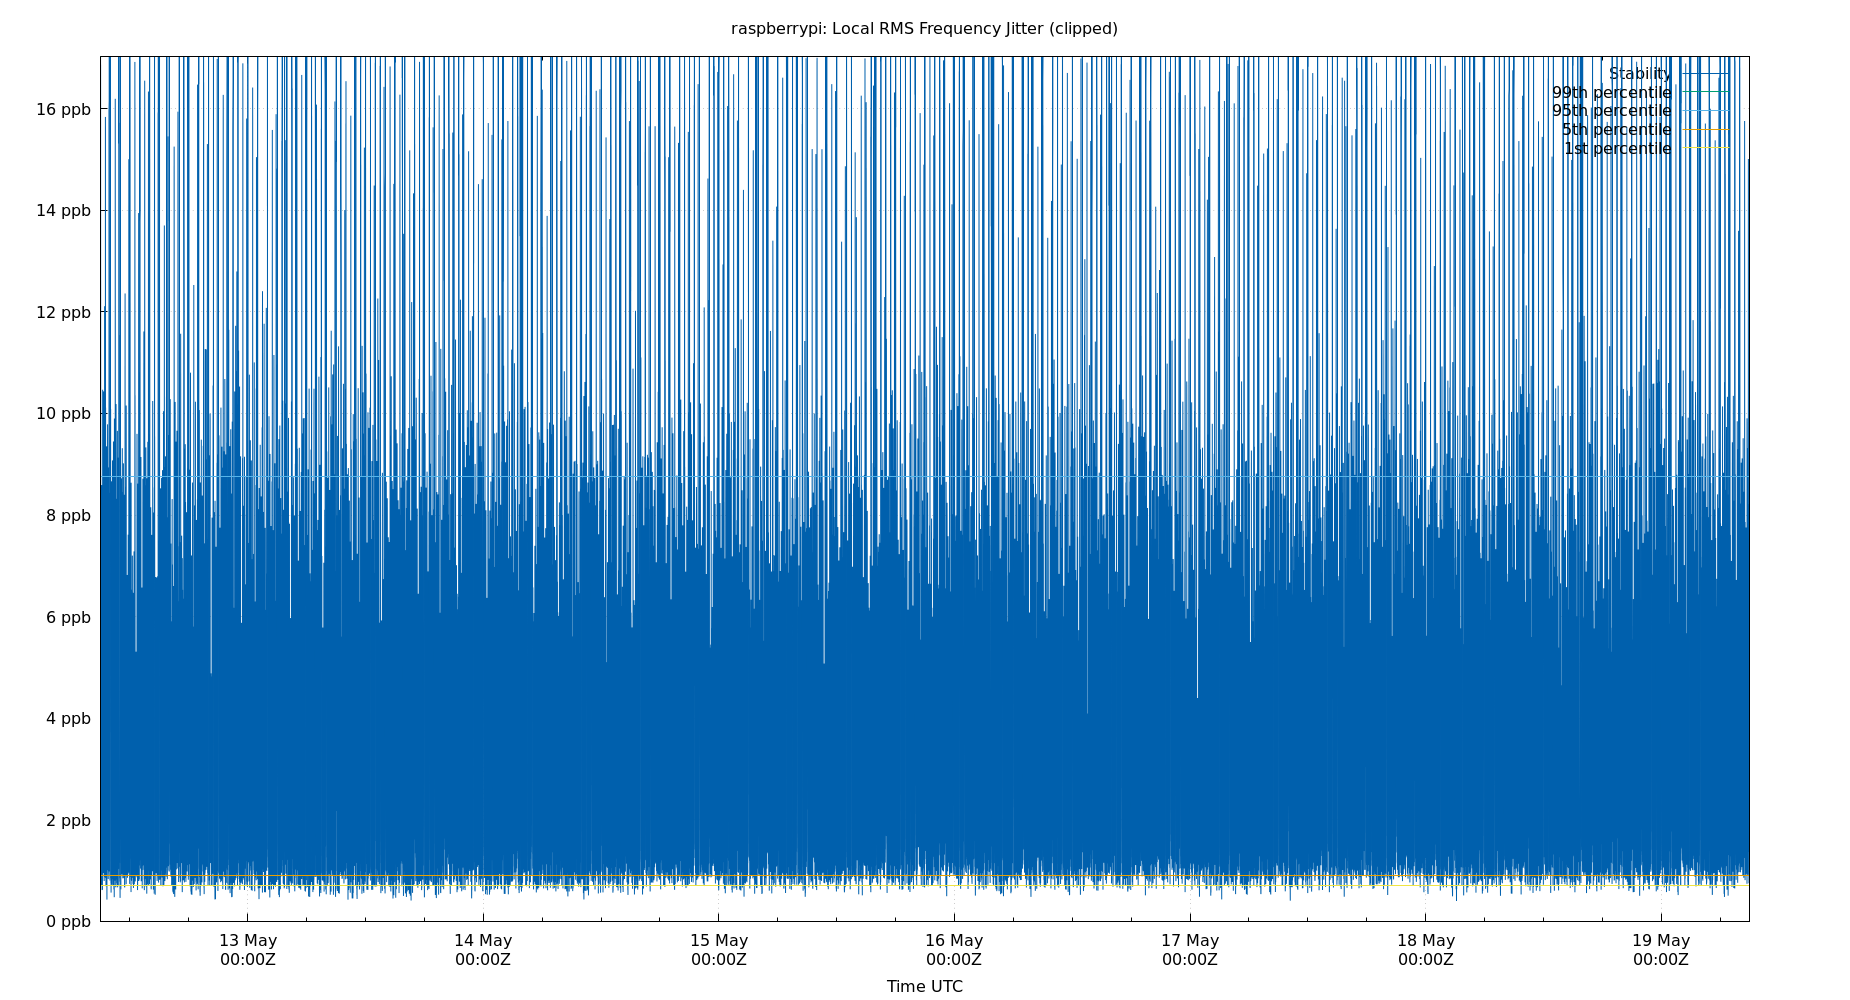 raspberrypi: Local RMS Frequency Jitter (clipped)
Stability
99th percentile
95th percentile
5th percentile
1st percentile
16 ppb
14 ppb
12 ppb
10 ppb
8 ppb
6 ppb
4 ppb
2 ppb
0 ppb
13 May
00:00Z
14 May
00:00Z
15 May
00:00Z
16 May
00:00Z
17 May
00:00Z
18 May
00:00Z
19 May
00:00Z
Time UTC